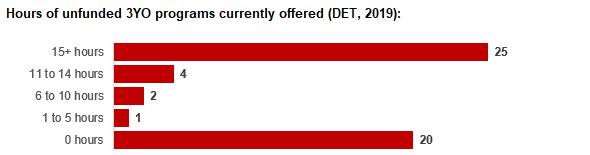 Hours of unfunded 3YO programs currently offered (DET, 2019):
15+ hours 25
11 to 14 hours 4
6 to 10 hours 2
1 to 5 hours 1
0 hours 20